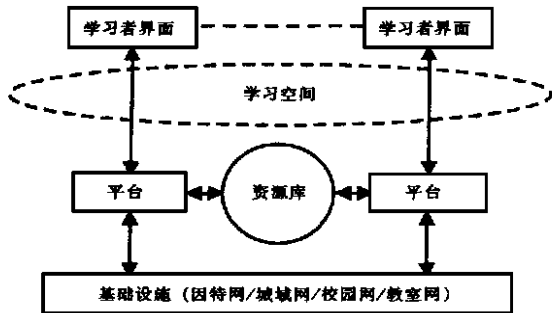 学习者界面 学习者界面
学习空间
平台 资源库 平台
基础设施（因特网/城域网/校园网/教室网）